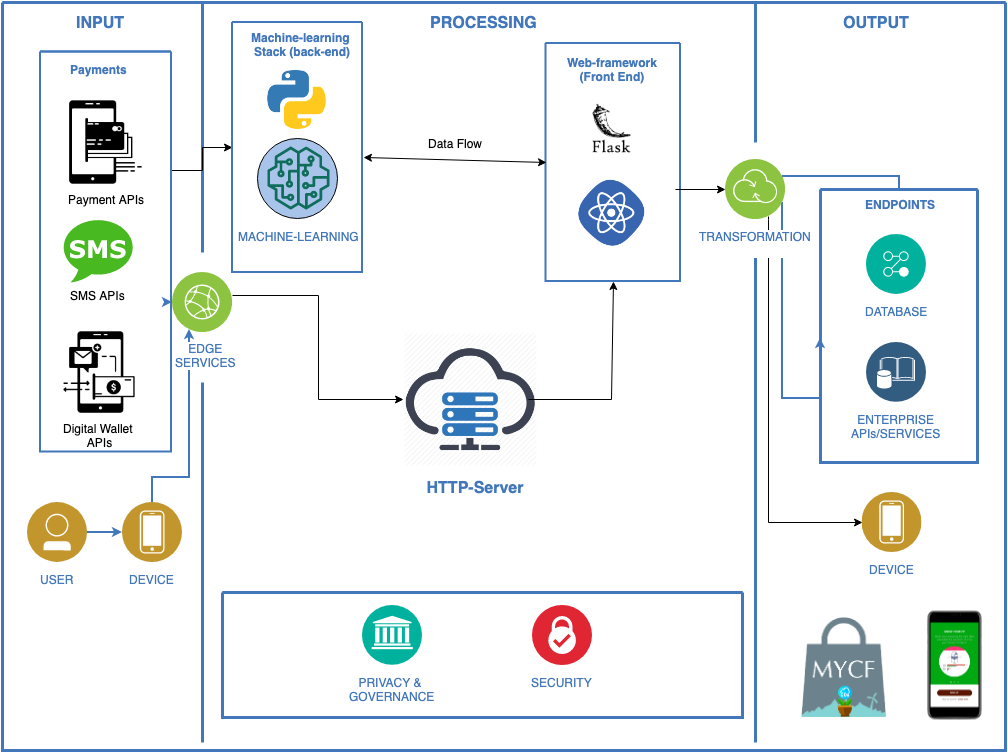 INPUT
PROCESSING
OUTPUT
Payments
Payment APIs
SMS
SMS APIs
Digital Wallet
APIs
USER
DEVICE
EDGE
SERVICES
Machine-learning
Stack (back-end)
MACHINE-LEARNING
Data Flow
Web-framework
(Front End)
Flask
HTTP-Server
TRANSFORMATION
PRIVACY &
GOVERNANCE
SECURITY
ENDPOINTS
DATABASE
ENTERPRISE
APIs/SERVICES
DEVICE
MYCF